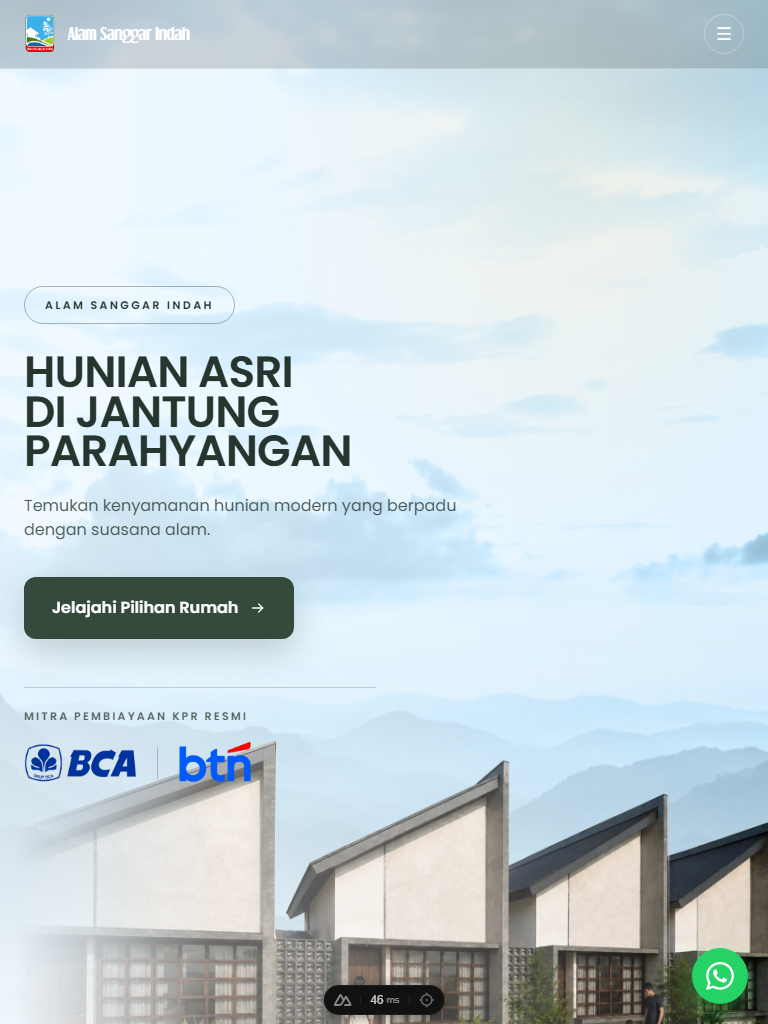 Alam Sanggar Indah
ALAM SANGGAR INDAH
HUNIAN ASRI
DI JANTUNG
PARAHYANGAN
Temukan kenyamanan hunian modern yang berpadu
dengan suasana alam.
Jelajahi Pilihan Rumah →
MITRA PEMBIAYAAN KPR RESMI
BCA
btn
46 ms